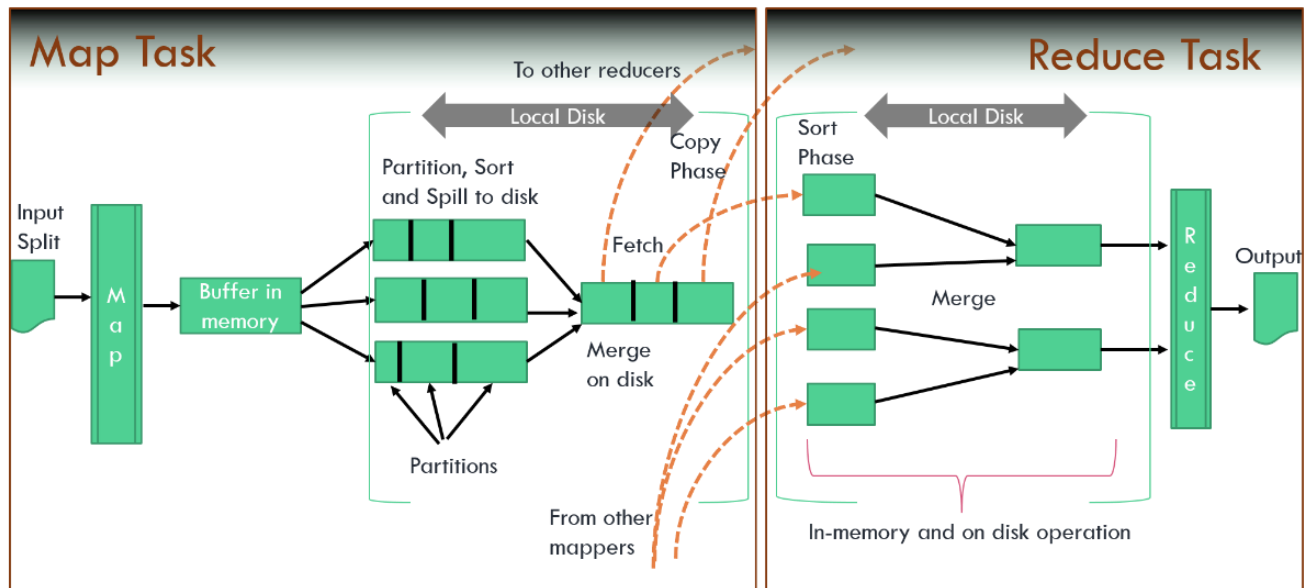 Map Task
To other reducers
Local Disk
Copy
Phase
Partition, Sort
and Spill to disk
Input
Split
Map
Buffer in
memory
Fetch
Merge
on disk
Partitions
From other
mappers
Reduce Task
Local Disk
Sort
Phase
Merge
Reduce
Output
In-memory and on disk operation